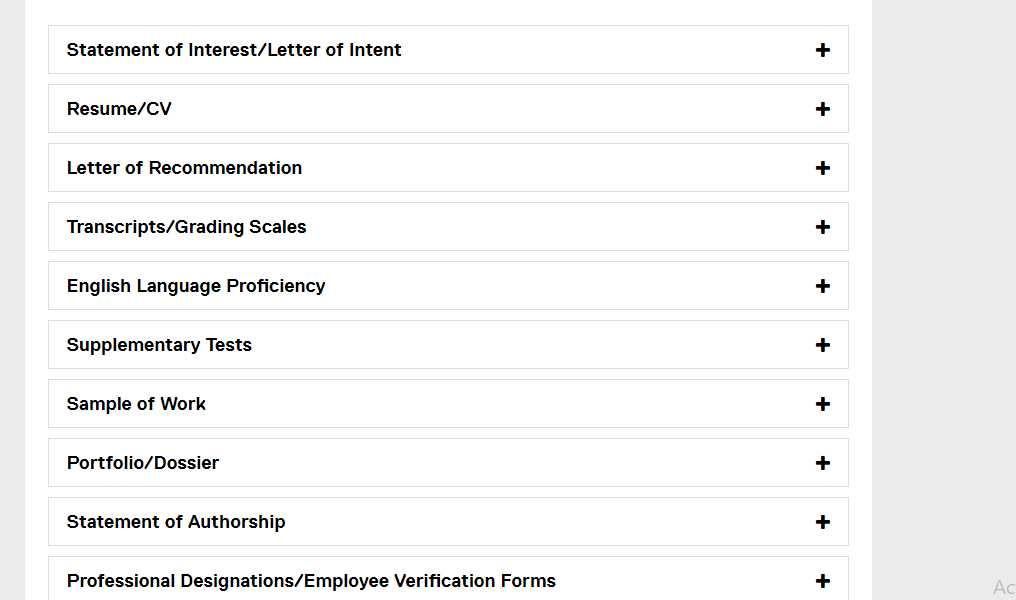 Statement of Interest/Letter of Intent
Resume/CV
Letter of Recommendation
Transcripts/Grading Scales
English Language Proficiency
Supplementary Tests
Sample of Work
Portfolio/Dossier
Statement of Authorship
Professional Designations/Employee Verification Forms
Ac